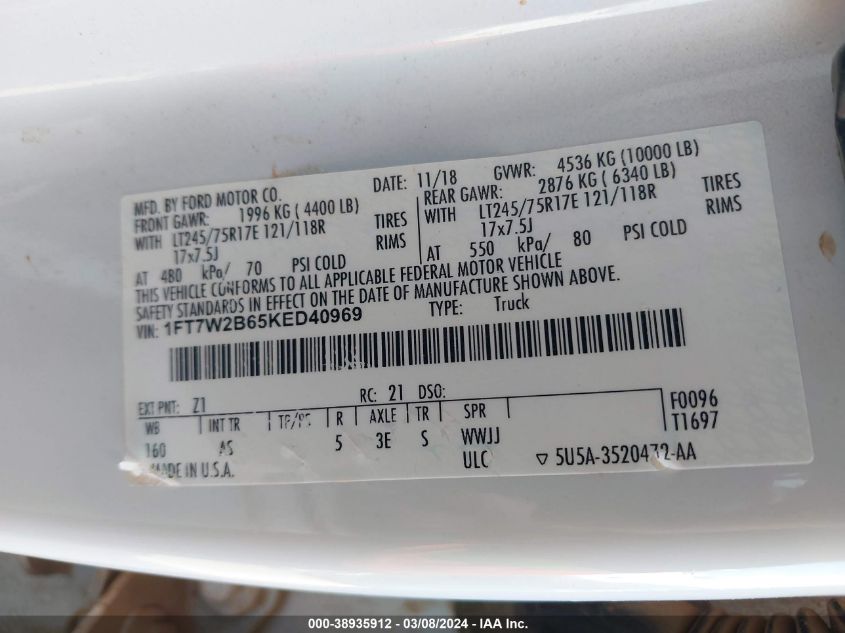 MFD. BY FORD MOTOR CO. DATE: 11/18 GVWR: 4536 KG (10000 LB)
FRONT GAWR: 1996 KG ( 4400 LB) REAR GAWR: 2876 KG ( 6340 LB)
WITH LT245/75R17E 121/118R TIRES WITH LT245/75R17E 121/118R TIRES
17x7.5J RIMS 17x7.5J RIMS
AT 480 kPa/ 70 PSI COLD AT 550 kPa/ 80 PSI COLD
THIS VEHICLE CONFORMS TO ALL APPLICABLE FEDERAL MOTOR VEHICLE
SAFETY STANDARDS IN EFFECT ON THE DATE OF MANUFACTURE SHOWN ABOVE.
VIN: 1FT7W2B65KED40969 TYPE: Truck
EXT PNT: Z1 RC: 21 DSO: F0096
WB INT TR TP/PS R AXLE TR SPR T1697
160 AS 5 3E S WWJJ
MADE IN U.S.A. ULC ▽ 5U5A-3520472-AA
000-38935912 - 03/08/2024 - IAA Inc.